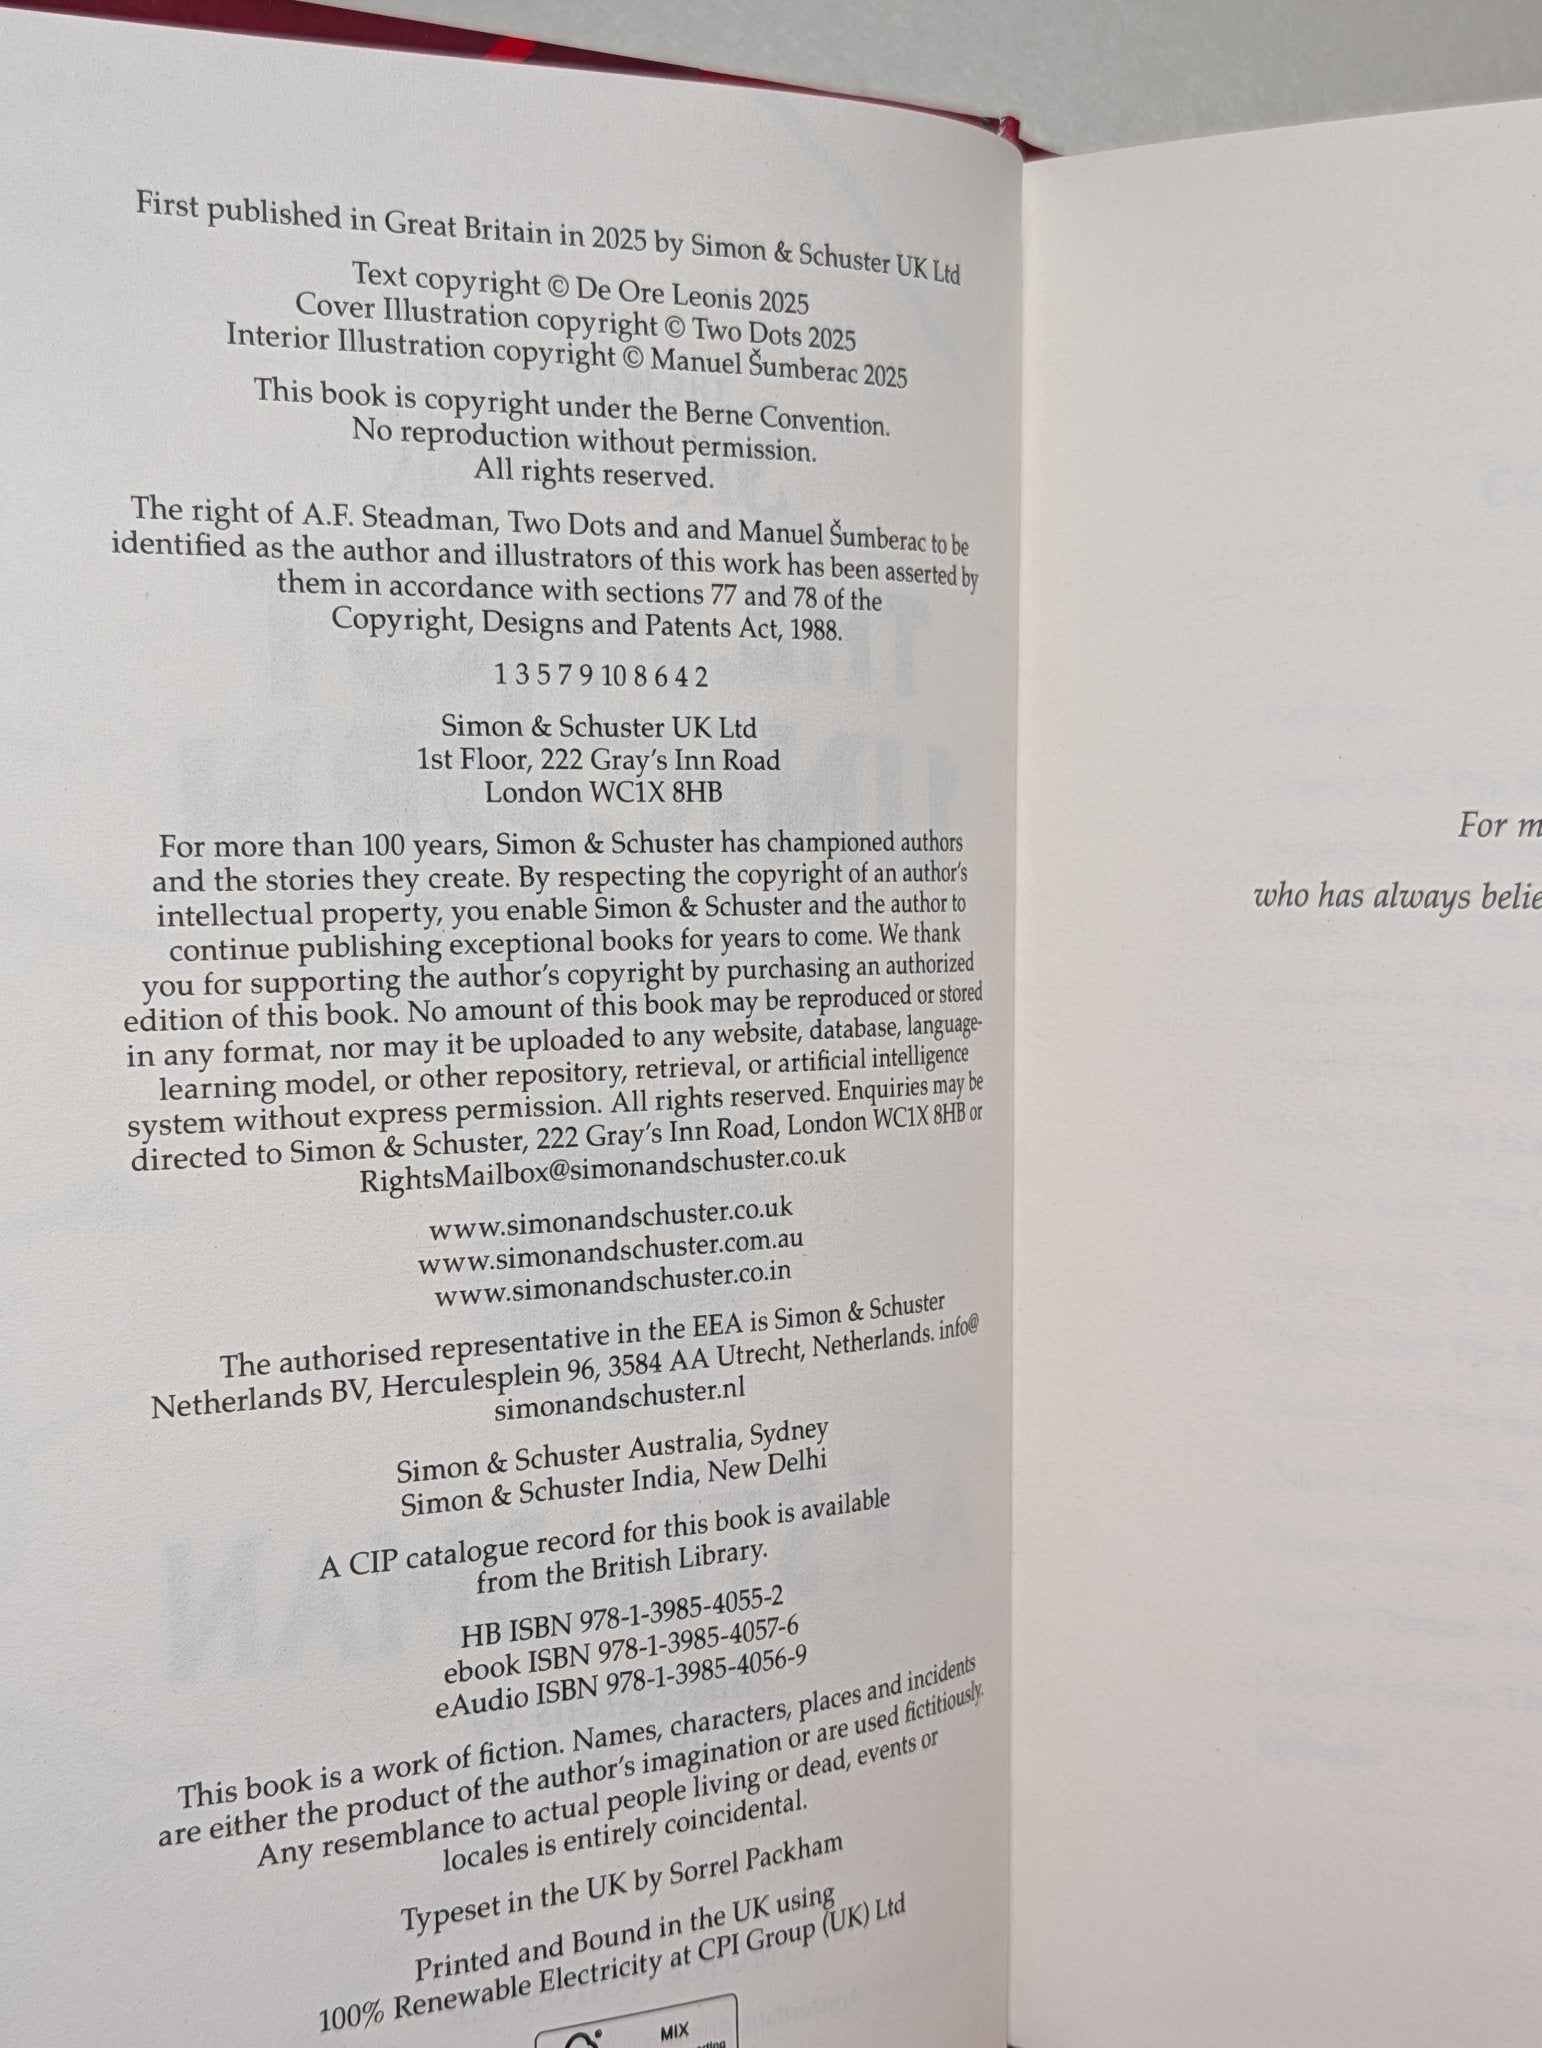 First published in Great Britain in 2025 by Simon & Schuster UK Ltd
Text copyright © De Ore Leonis 2025
Cover Illustration copyright © Two Dots 2025
Interior Illustration copyright © Manuel Šumberac 2025
This book is copyright under the Berne Convention.
No reproduction without permission.
All rights reserved.
The right of A.F. Steadman, Two Dots and and Manuel Šumberac to be
identified as the author and illustrators of this work has been asserted by
them in accordance with sections 77 and 78 of the
Copyright, Designs and Patents Act, 1988.
1 3 5 7 9 10 8 6 4 2
Simon & Schuster UK Ltd
1st Floor, 222 Gray's Inn Road
London WC1X 8HB
For more than 100 years, Simon & Schuster has championed authors
and the stories they create. By respecting the copyright of an author's
intellectual property, you enable Simon & Schuster and the author to
continue publishing exceptional books for years to come. We thank
you for supporting the author's copyright by purchasing an authorized
edition of this book. No amount of this book may be reproduced or stored
in any format, nor may it be uploaded to any website, database, language-
learning model, or other repository, retrieval, or artificial intelligence
system without express permission. All rights reserved. Enquiries may be
directed to Simon & Schuster, 222 Gray's Inn Road, London WC1X 8HB or
RightsMailbox@simonandschuster.co.uk
www.simonandschuster.co.uk
www.simonandschuster.com.au
www.simonandschuster.co.in
The authorised representative in the EEA is Simon & Schuster
Netherlands BV, Herculesplein 96, 3584 AA Utrecht, Netherlands. info@
simonandschuster.nl
Simon & Schuster Australia, Sydney
Simon & Schuster India, New Delhi
A CIP catalogue record for this book is available
from the British Library.
HB ISBN 978-1-3985-4055-2
ebook ISBN 978-1-3985-4057-6
eAudio ISBN 978-1-3985-4056-9
This book is a work of fiction. Names, characters, places and incidents
are either the product of the author's imagination or are used fictitiously.
Any resemblance to actual people living or dead, events or
locales is entirely coincidental.
Typeset in the UK by Sorrel Packham
Printed and Bound in the UK using
100% Renewable Electricity at CPI Group (UK) Ltd
MIX
For m
who has always belie